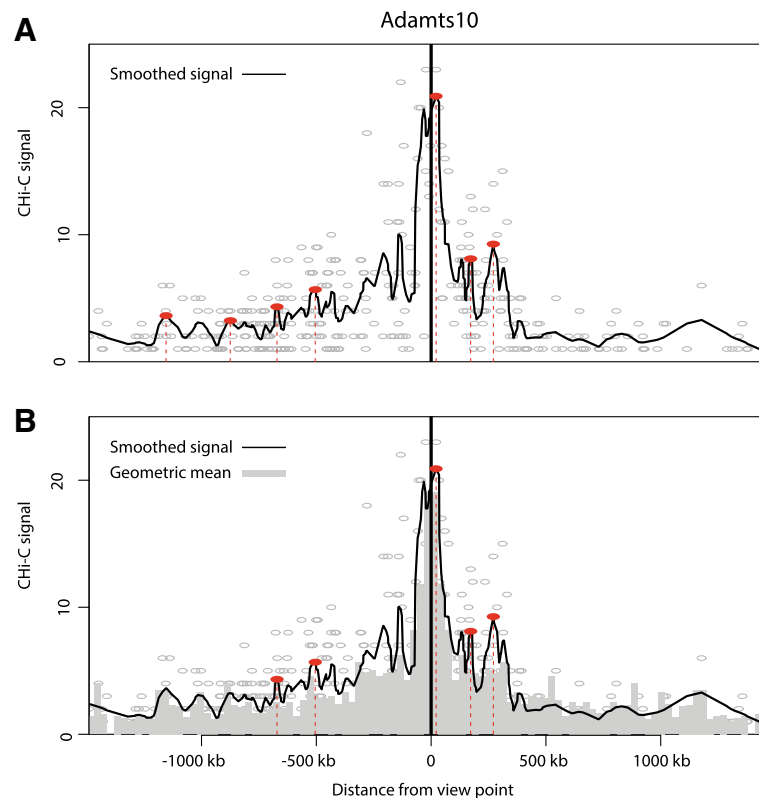 Adamts10
A
Smoothed signal
20
10
0
CHi-C signal
B
Smoothed signal
Geometric mean
20
10
0
CHi-C signal
-1000 kb -500 kb 0 500 kb 1000 kb
Distance from view point